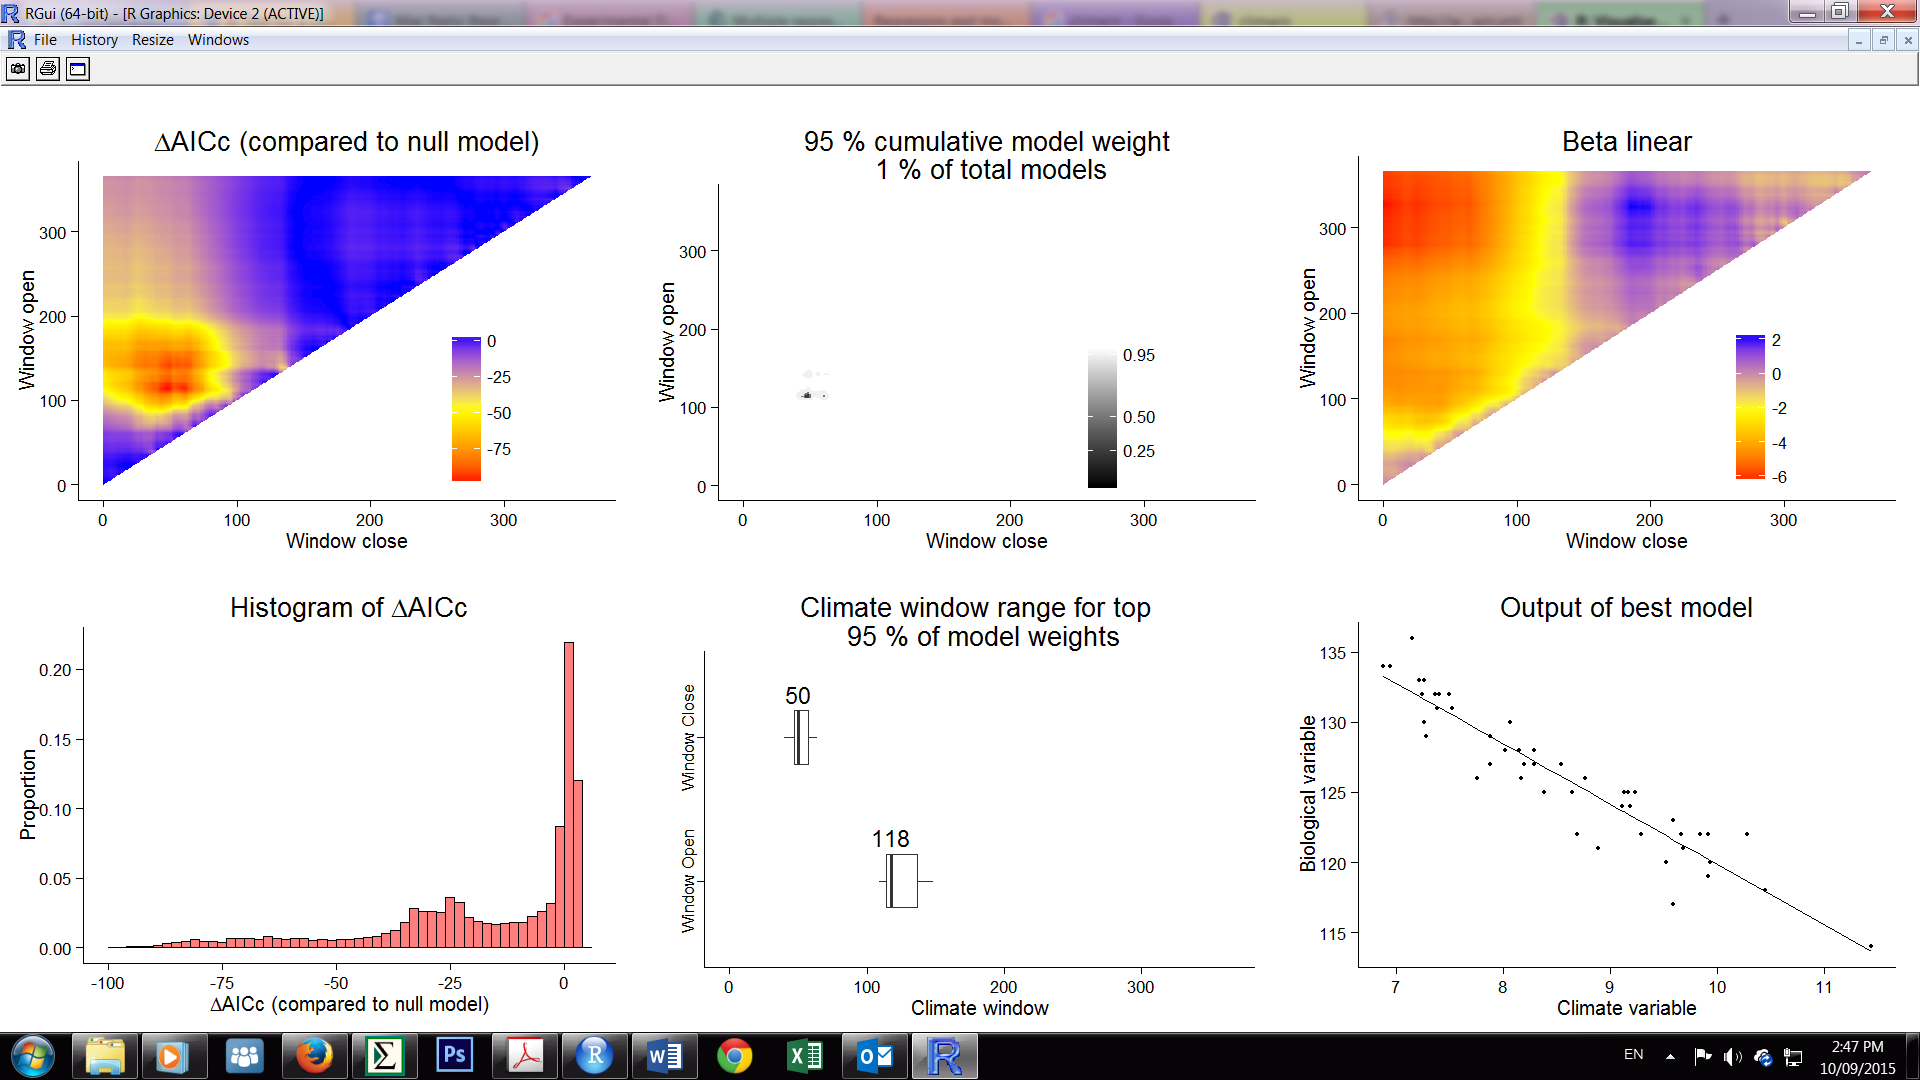 RGui (64-bit) - [R Graphics: Device 2 (ACTIVE)]
File History Resize Windows
∆AICc (compared to null model)
Window open
300
200
100
0
0
-25
-50
-75
0 100 200 300
Window close
95 % cumulative model weight
1 % of total models
Window open
300
200
100
0
0.95
0.50
0.25
0 100 200 300
Window close
Beta linear
Window open
300
200
100
0
2
0
-2
-4
-6
0 100 200 300
Window close
Histogram of ∆AICc
Proportion
0.20
0.15
0.10
0.05
0.00
-100 -75 -50 -25 0
∆AICc (compared to null model)
Climate window range for top
95 % of model weights
Window Close
50
Window Open
118
0 100 200 300
Climate window
Output of best model
Biological variable
135
130
125
120
115
7 8 9 10 11
Climate variable
Ps
EN
2:47 PM
10/09/2015